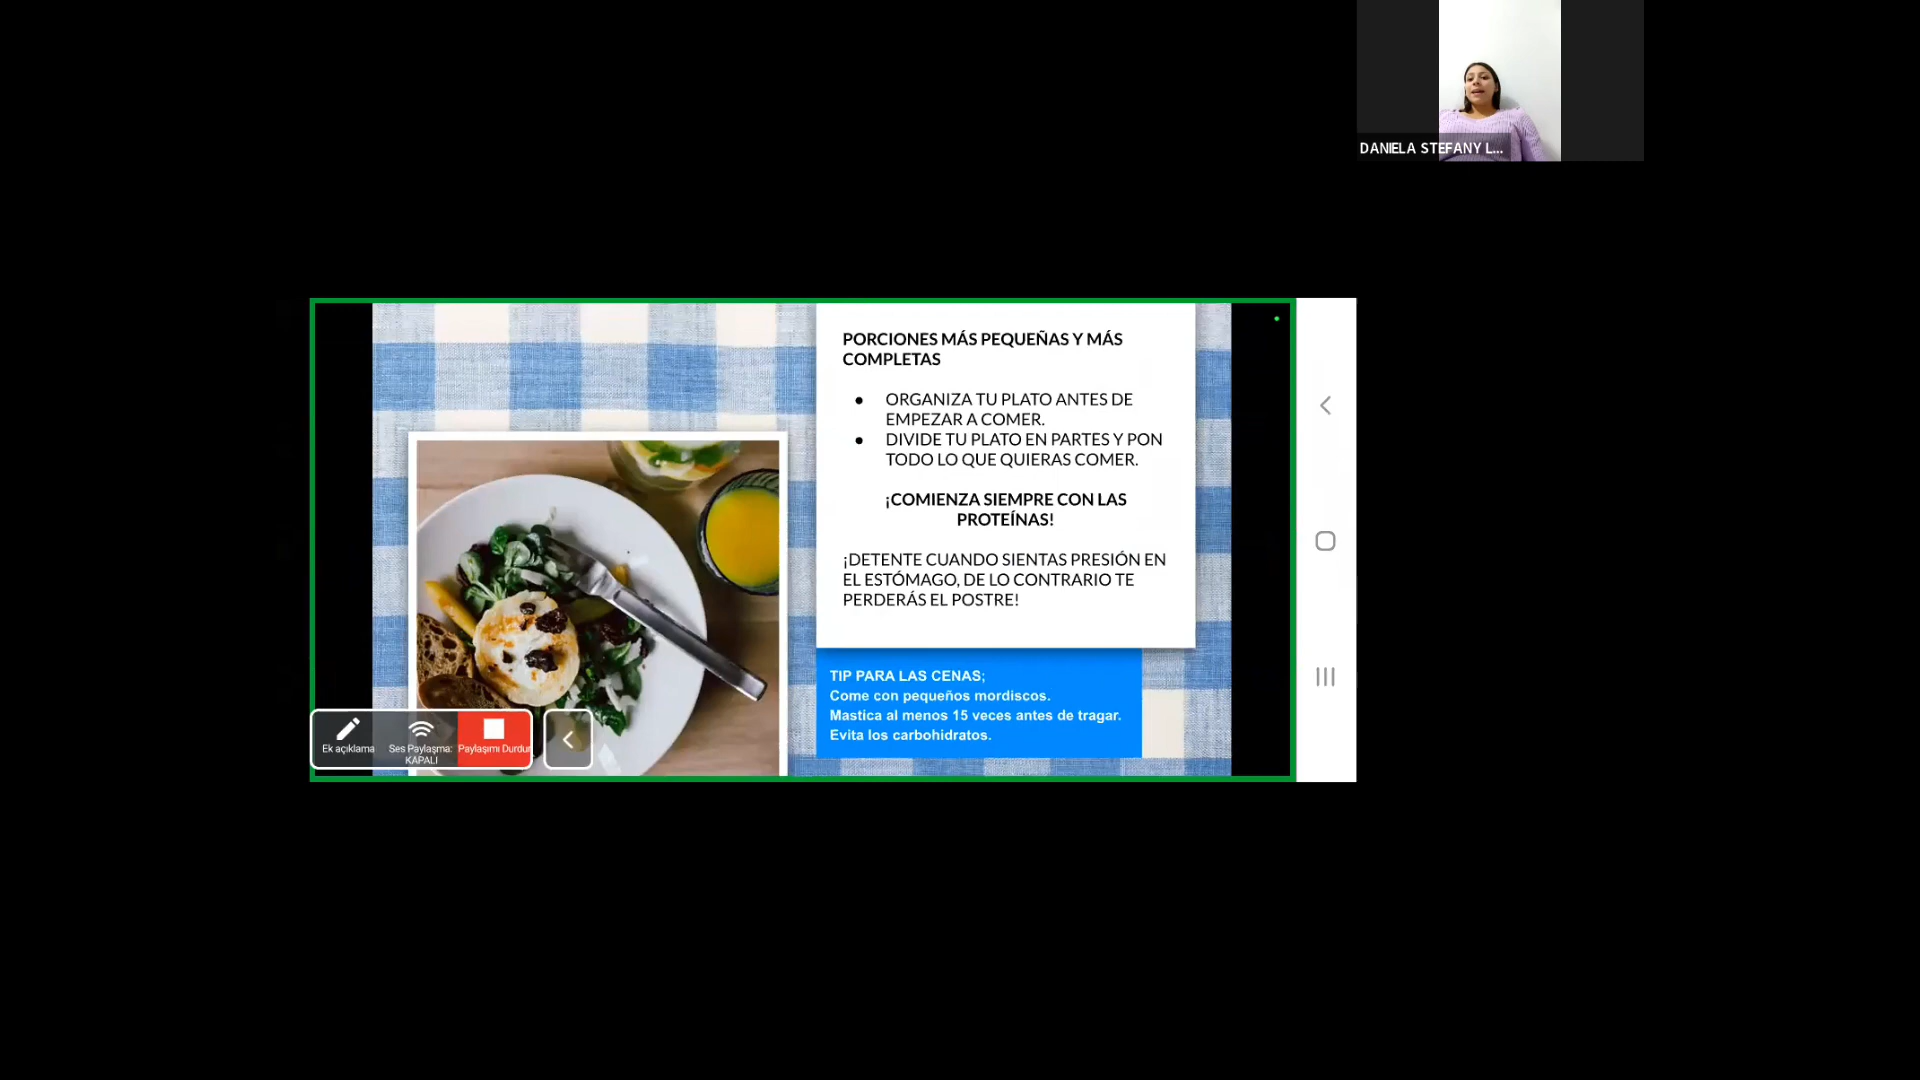 DANIELA STEFANY L...
PORCIONES MÁS PEQUEÑAS Y MÁS
COMPLETAS
● ORGANIZA TU PLATO ANTES DE
EMPEZAR A COMER.
● DIVIDE TU PLATO EN PARTES Y PON
TODO LO QUE QUIERAS COMER.
¡COMIENZA SIEMPRE CON LAS
PROTEÍNAS!
¡DETENTE CUANDO SIENTAS PRESIÓN EN
EL ESTÓMAGO, DE LO CONTRARIO TE
PERDERÁS EL POSTRE!
TIP PARA LAS CENAS;
Come con pequeños mordiscos.
Mastica al menos 15 veces antes de tragar.
Evita los carbohidratos.
Ek açıklama
Ses Paylaşma:
KAPALI
Paylaşımı Durdur